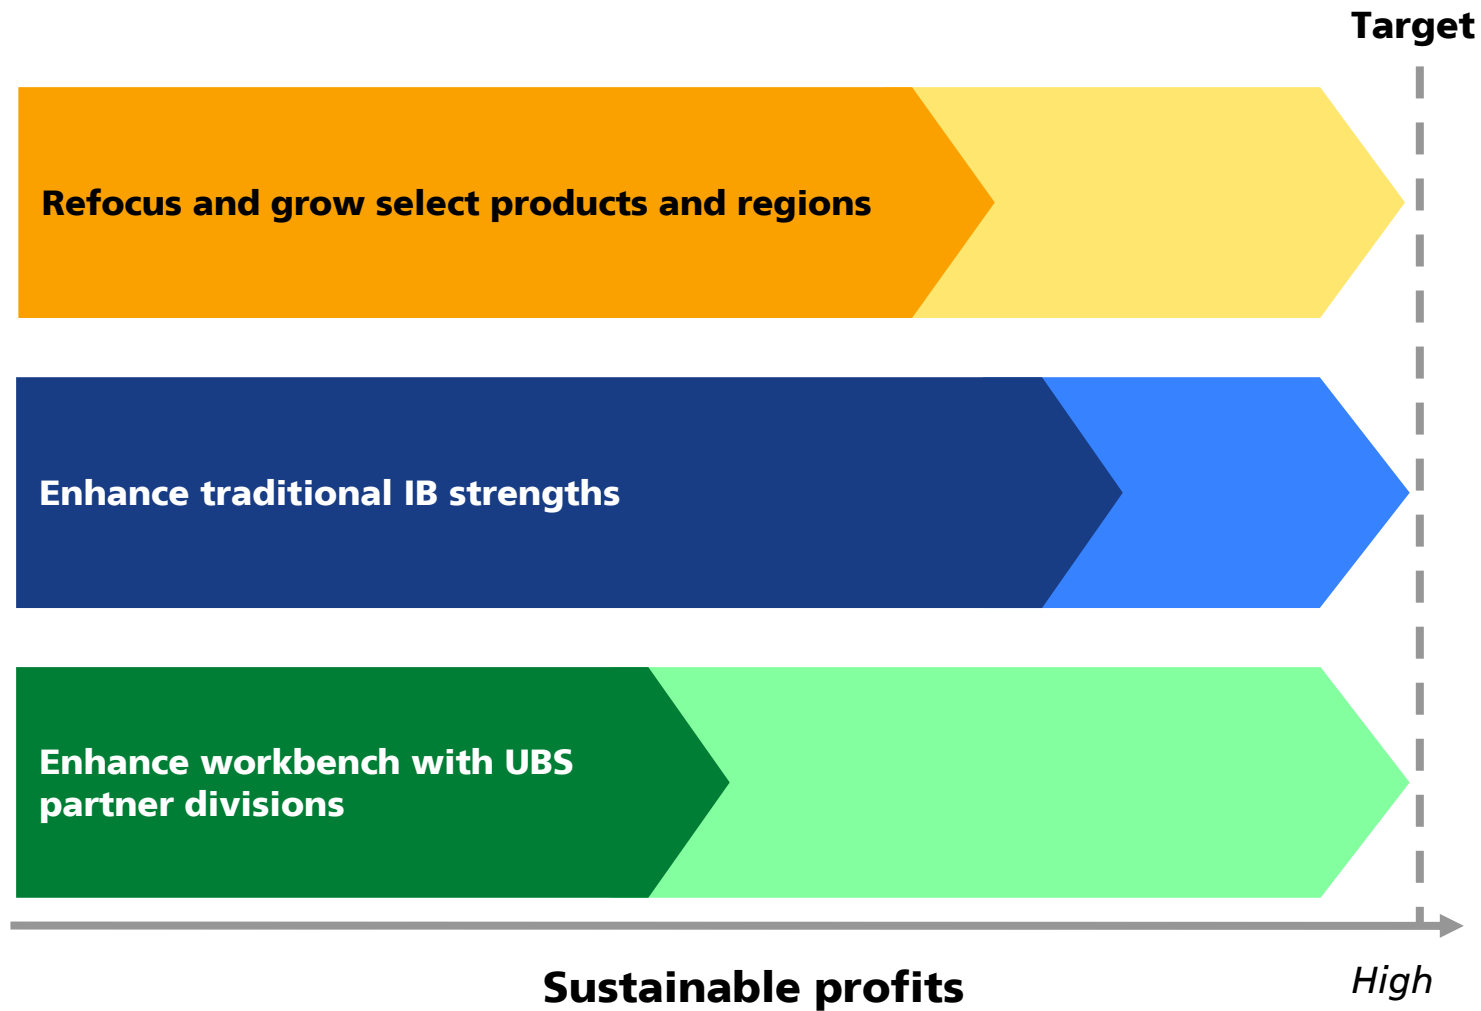 Target
Refocus and grow select products and regions
Enhance traditional IB strengths
Enhance workbench with UBS
partner divisions
Sustainable profits
High